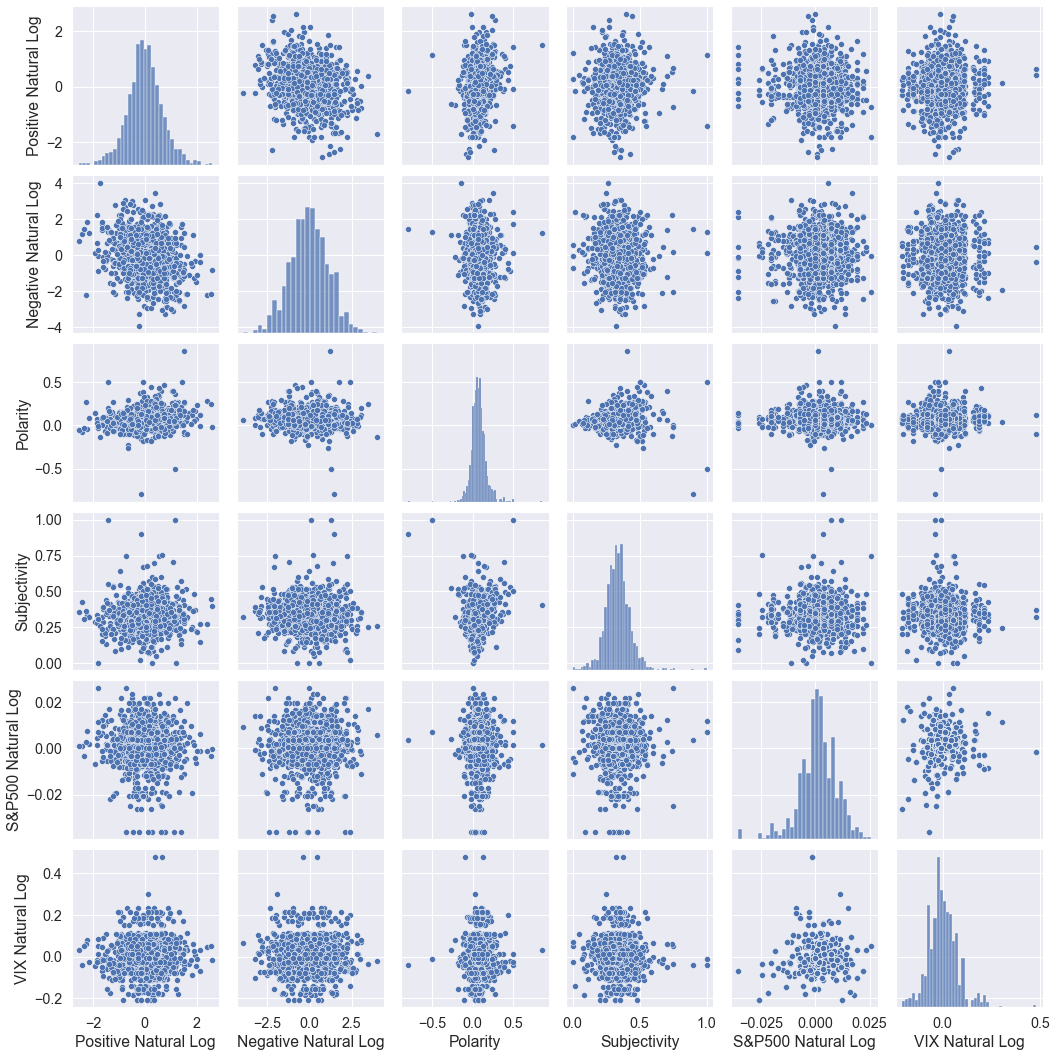 Positive Natural Log
2
0
−2
Negative Natural Log
4
2
0
−2
−4
Polarity
0.5
0.0
−0.5
Subjectivity
1.00
0.75
0.50
0.25
0.00
S&P500 Natural Log
0.02
0.00
−0.02
VIX Natural Log
0.4
0.2
0.0
−0.2
−2 0 2 −2.5 0.0 2.5 −0.5 0.0 0.5 0.0 0.5 1.0 −0.025 0.000 0.025 0.0 0.5
Positive Natural Log Negative Natural Log Polarity Subjectivity S&P500 Natural Log VIX Natural Log